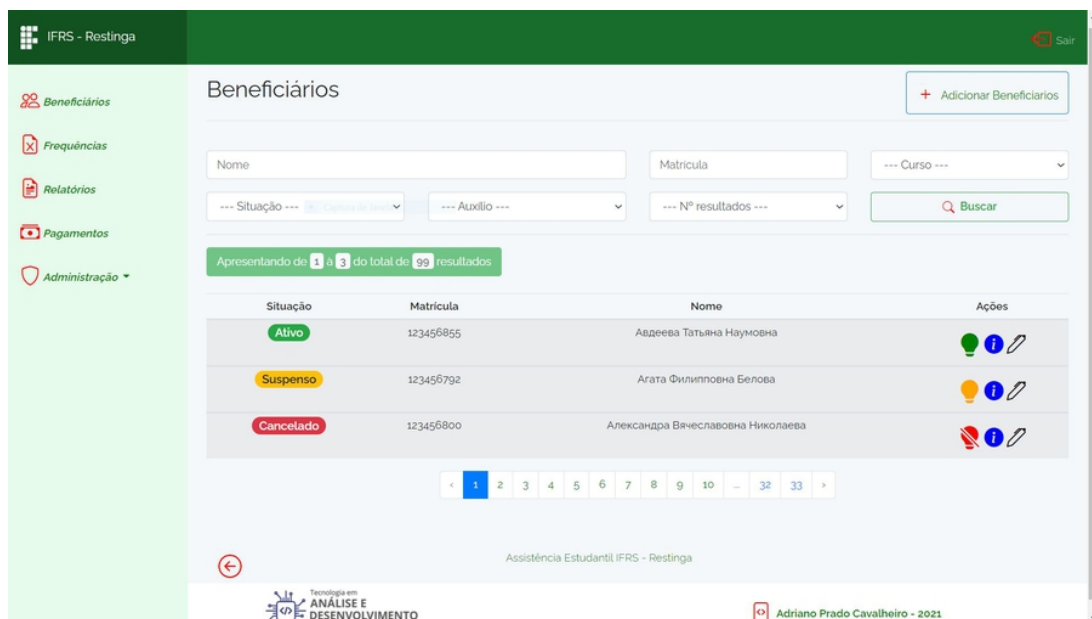 IFRS - Restinga
Sair
Beneficiários
Frequências
Relatórios
Pagamentos
Administração
Beneficiários
+ Adicionar Beneficiarios
Nome
Matrícula
--- Curso ---
--- Situação ---
--- Auxílio ---
--- Nº resultados ---
Buscar
Apresentando de 1 à 3 do total de 99 resultados
Situação Matrícula Nome Ações
Ativo 123456855 Авдеева Татьяна Наумовна
Suspenso 123456792 Агата Филипповна Белова
Cancelado 123456800 Александра Вячеславовна Николаева
‹ 1 2 3 4 5 6 7 8 9 10 ... 32 33 ›
Assistência Estudantil IFRS - Restinga
Tecnologia em
ANÁLISE E
DESENVOLVIMENTO
Adriano Prado Cavalheiro - 2021